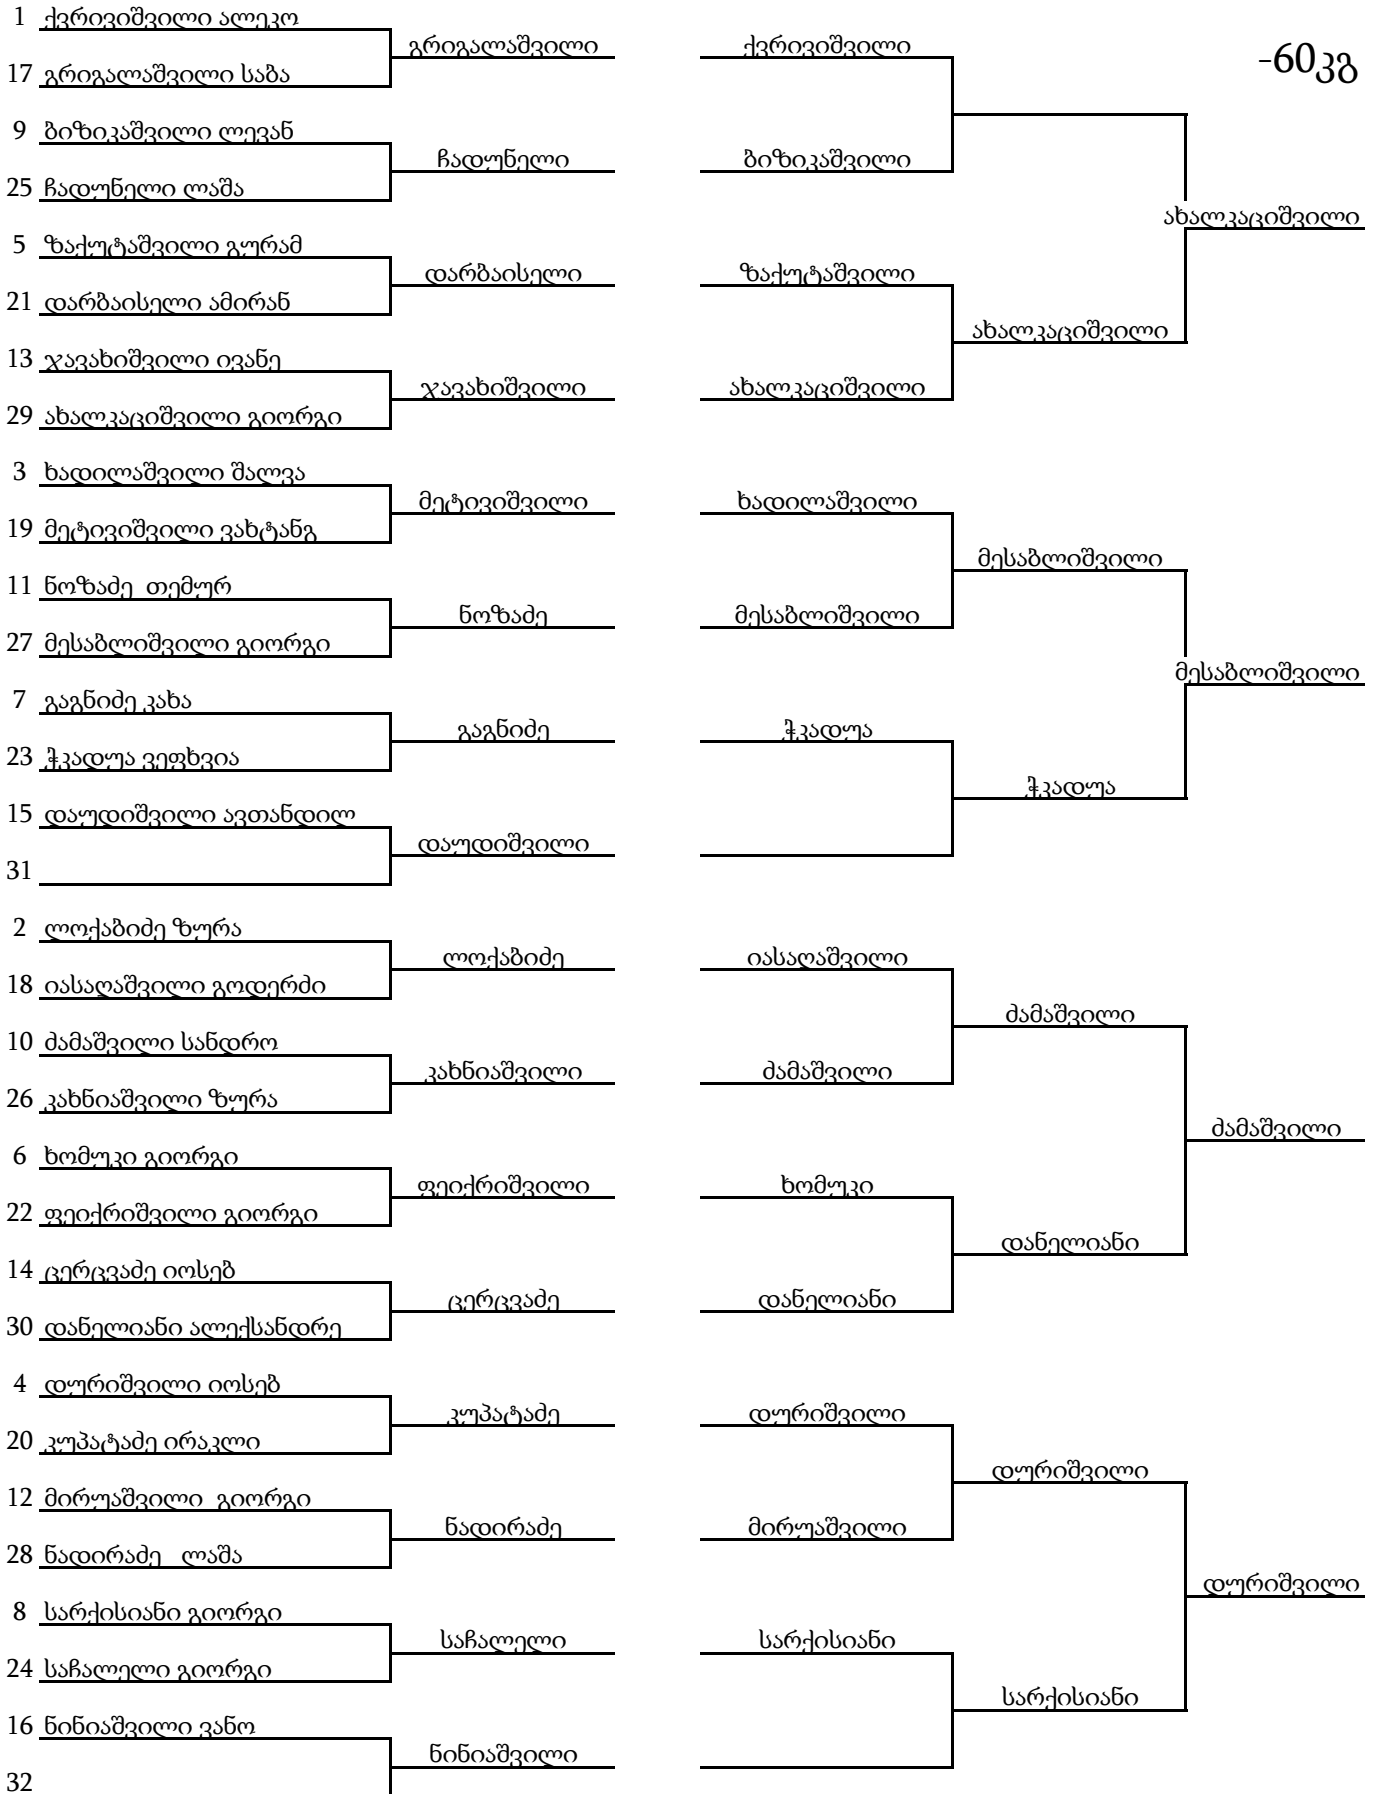 1 ქვრივიშვილი ალეკო
გრიგალაშვილი
ქვრივიშვილი
-60კგ
17 გრიგალაშვილი საბა
9 ბიზიკაშვილი ლევან
ჩადუნელი
ბიზიკაშვილი
25 ჩადუნელი ლაშა
ახალკაციშვილი
5 ზაქუტაშვილი გურამ
დარბაისელი
ზაქუტაშვილი
21 დარბაისელი ამირან
ახალკაციშვილი
13 ჯავახიშვილი ივანე
ჯავახიშვილი
ახალკაციშვილი
29 ახალკაციშვილი გიორგი
3 ხადილაშვილი შალვა
მეტივიშვილი
ხადილაშვილი
19 მეტივიშვილი ვახტანგ
მესაბლიშვილი
11 ნოზაძე თემურ
ნოზაძე
მესაბლიშვილი
27 მესაბლიშვილი გიორგი
მესაბლიშვილი
7 გაგნიძე კახა
გაგნიძე
ჭკადუა
23 ჭკადუა ვეფხვია
ჭკადუა
15 დაუდიშვილი ავთანდილ
დაუდიშვილი
31
2 ლოქაბიძე ზურა
ლოქაბიძე
იასაღაშვილი
18 იასაღაშვილი გოდერძი
ძამაშვილი
10 ძამაშვილი სანდრო
კახნიაშვილი
ძამაშვილი
26 კახნიაშვილი ზურა
ძამაშვილი
6 ხომუკი გიორგი
ფეიქრიშვილი
ხომუკი
22 ფეიქრიშვილი გიორგი
დანელიანი
14 ცერცვაძე იოსებ
ცერცვაძე
დანელიანი
30 დანელიანი ალექსანდრე
4 დურიშვილი იოსებ
კუპატაძე
დურიშვილი
20 კუპატაძე ირაკლი
დურიშვილი
12 მირუაშვილი გიორგი
ნადირაძე
მირუაშვილი
28 ნადირაძე ლაშა
დურიშვილი
8 სარქისიანი გიორგი
საჩალელი
სარქისიანი
24 საჩალელი გიორგი
სარქისიანი
16 ნინიაშვილი ვანო
ნინიაშვილი
32